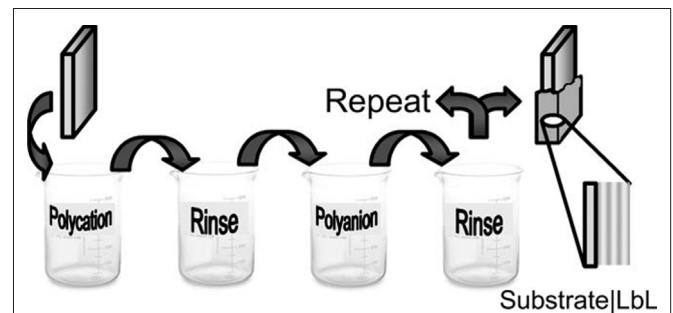 Repeat
Polycation
Rinse
Polyanion
Rinse
Substrate|LbL